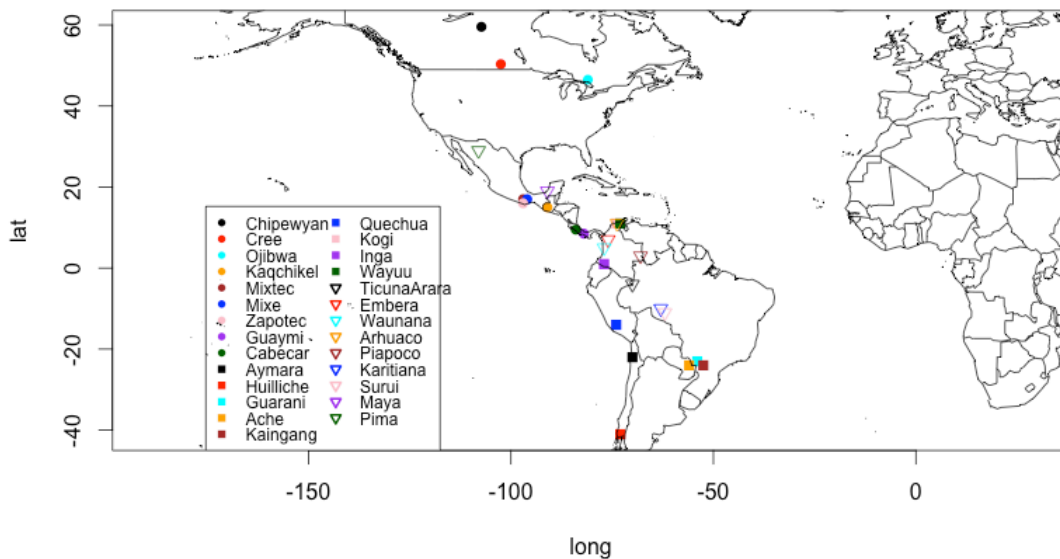 lat
60
40
20
0
-20
-40
Chipewyan Quechua
Cree Kogi
Ojibwa Inga
Kaqchikel Wayuu
Mixtec TicunaArara
Mixe Embera
Zapotec Waunana
Guaymi Arhuaco
Cabecar Piapoco
Aymara Karitiana
Huilliche Surui
Guarani Maya
Ache Pima
Kaingang
-150 -100 -50 0
long